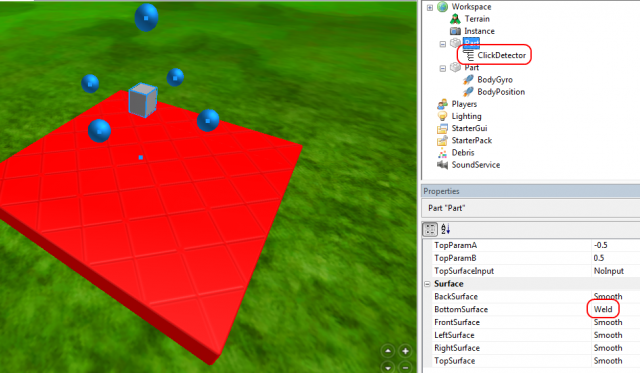 Workspace
Terrain
Instance
Part
ClickDetector
Part
BodyGyro
BodyPosition
Players
Lighting
StarterGui
StarterPack
Debris
SoundService
Properties
Part "Part"
TopParamA -0.5
TopParamB 0.5
TopSurfaceInput NoInput
Surface
BackSurface Smooth
BottomSurface Weld
FrontSurface Smooth
LeftSurface Smooth
RightSurface Smooth
TopSurface Smooth